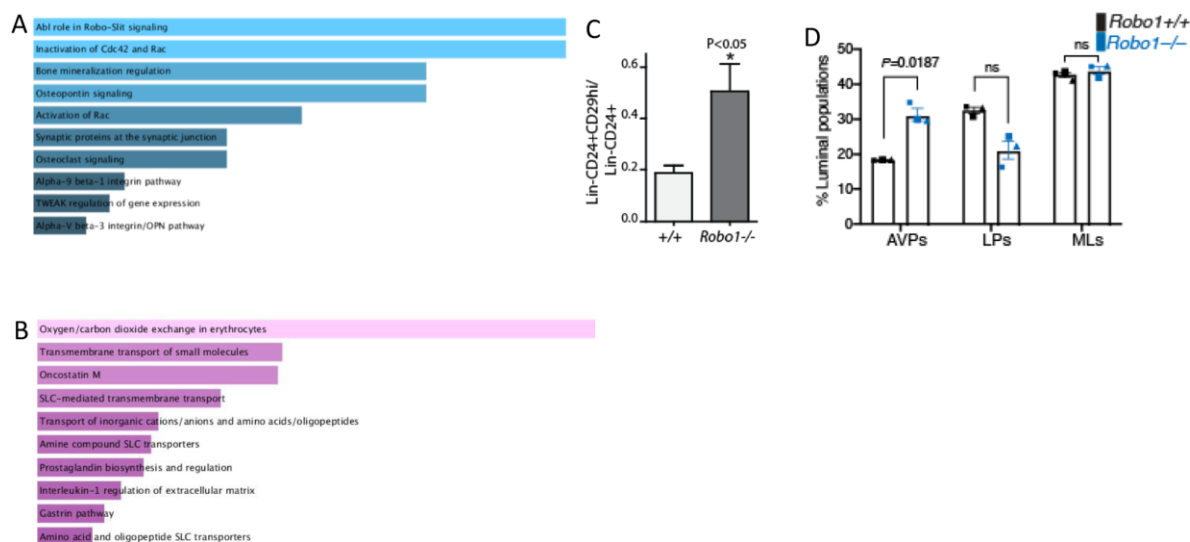 A
Abl role in Robo-Slit signaling
Inactivation of Cdc42 and Rac
Bone mineralization regulation
Osteopontin signaling
Activation of Rac
Synaptic proteins at the synaptic junction
Osteoclast signaling
Alpha-9 beta-1 integrin pathway
TWEAK regulation of gene expression
Alpha-V beta-3 integrin/OPN pathway
B
Oxygen/carbon dioxide exchange in erythrocytes
Transmembrane transport of small molecules
Oncostatin M
SLC-mediated transmembrane transport
Transport of inorganic cations/anions and amino acids/oligopeptides
Amine compound SLC transporters
Prostaglandin biosynthesis and regulation
Interleukin-1 regulation of extracellular matrix
Gastrin pathway
Amino acid and oligopeptide SLC transporters
C
P<0.05
*
Lin-CD24+CD29hi/
Lin-CD24+
0.6
0.4
0.2
0.0
+/+
Robo1-/-
D
Robo1+/+
Robo1–/–
% Luminal populations
50
40
30
20
10
0
P=0.0187
ns
ns
AVPs
LPs
MLs